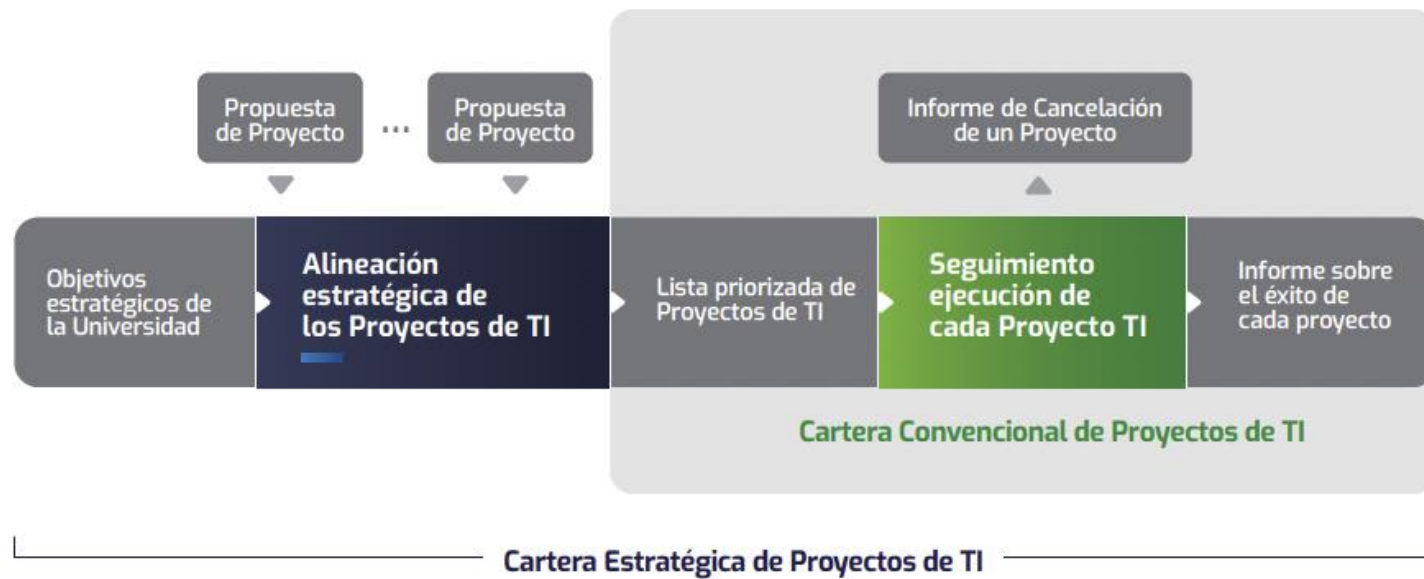 Propuesta
de Proyecto
...
Propuesta
de Proyecto
Informe de Cancelación
de un Proyecto
Objetivos
estratégicos de
la Universidad
Alineación
estratégica de
los Proyectos de TI
Lista priorizada de
Proyectos de TI
Seguimiento
ejecución de
cada Proyecto TI
Informe sobre
el éxito de
cada proyecto
Cartera Convencional de Proyectos de TI
Cartera Estratégica de Proyectos de TI